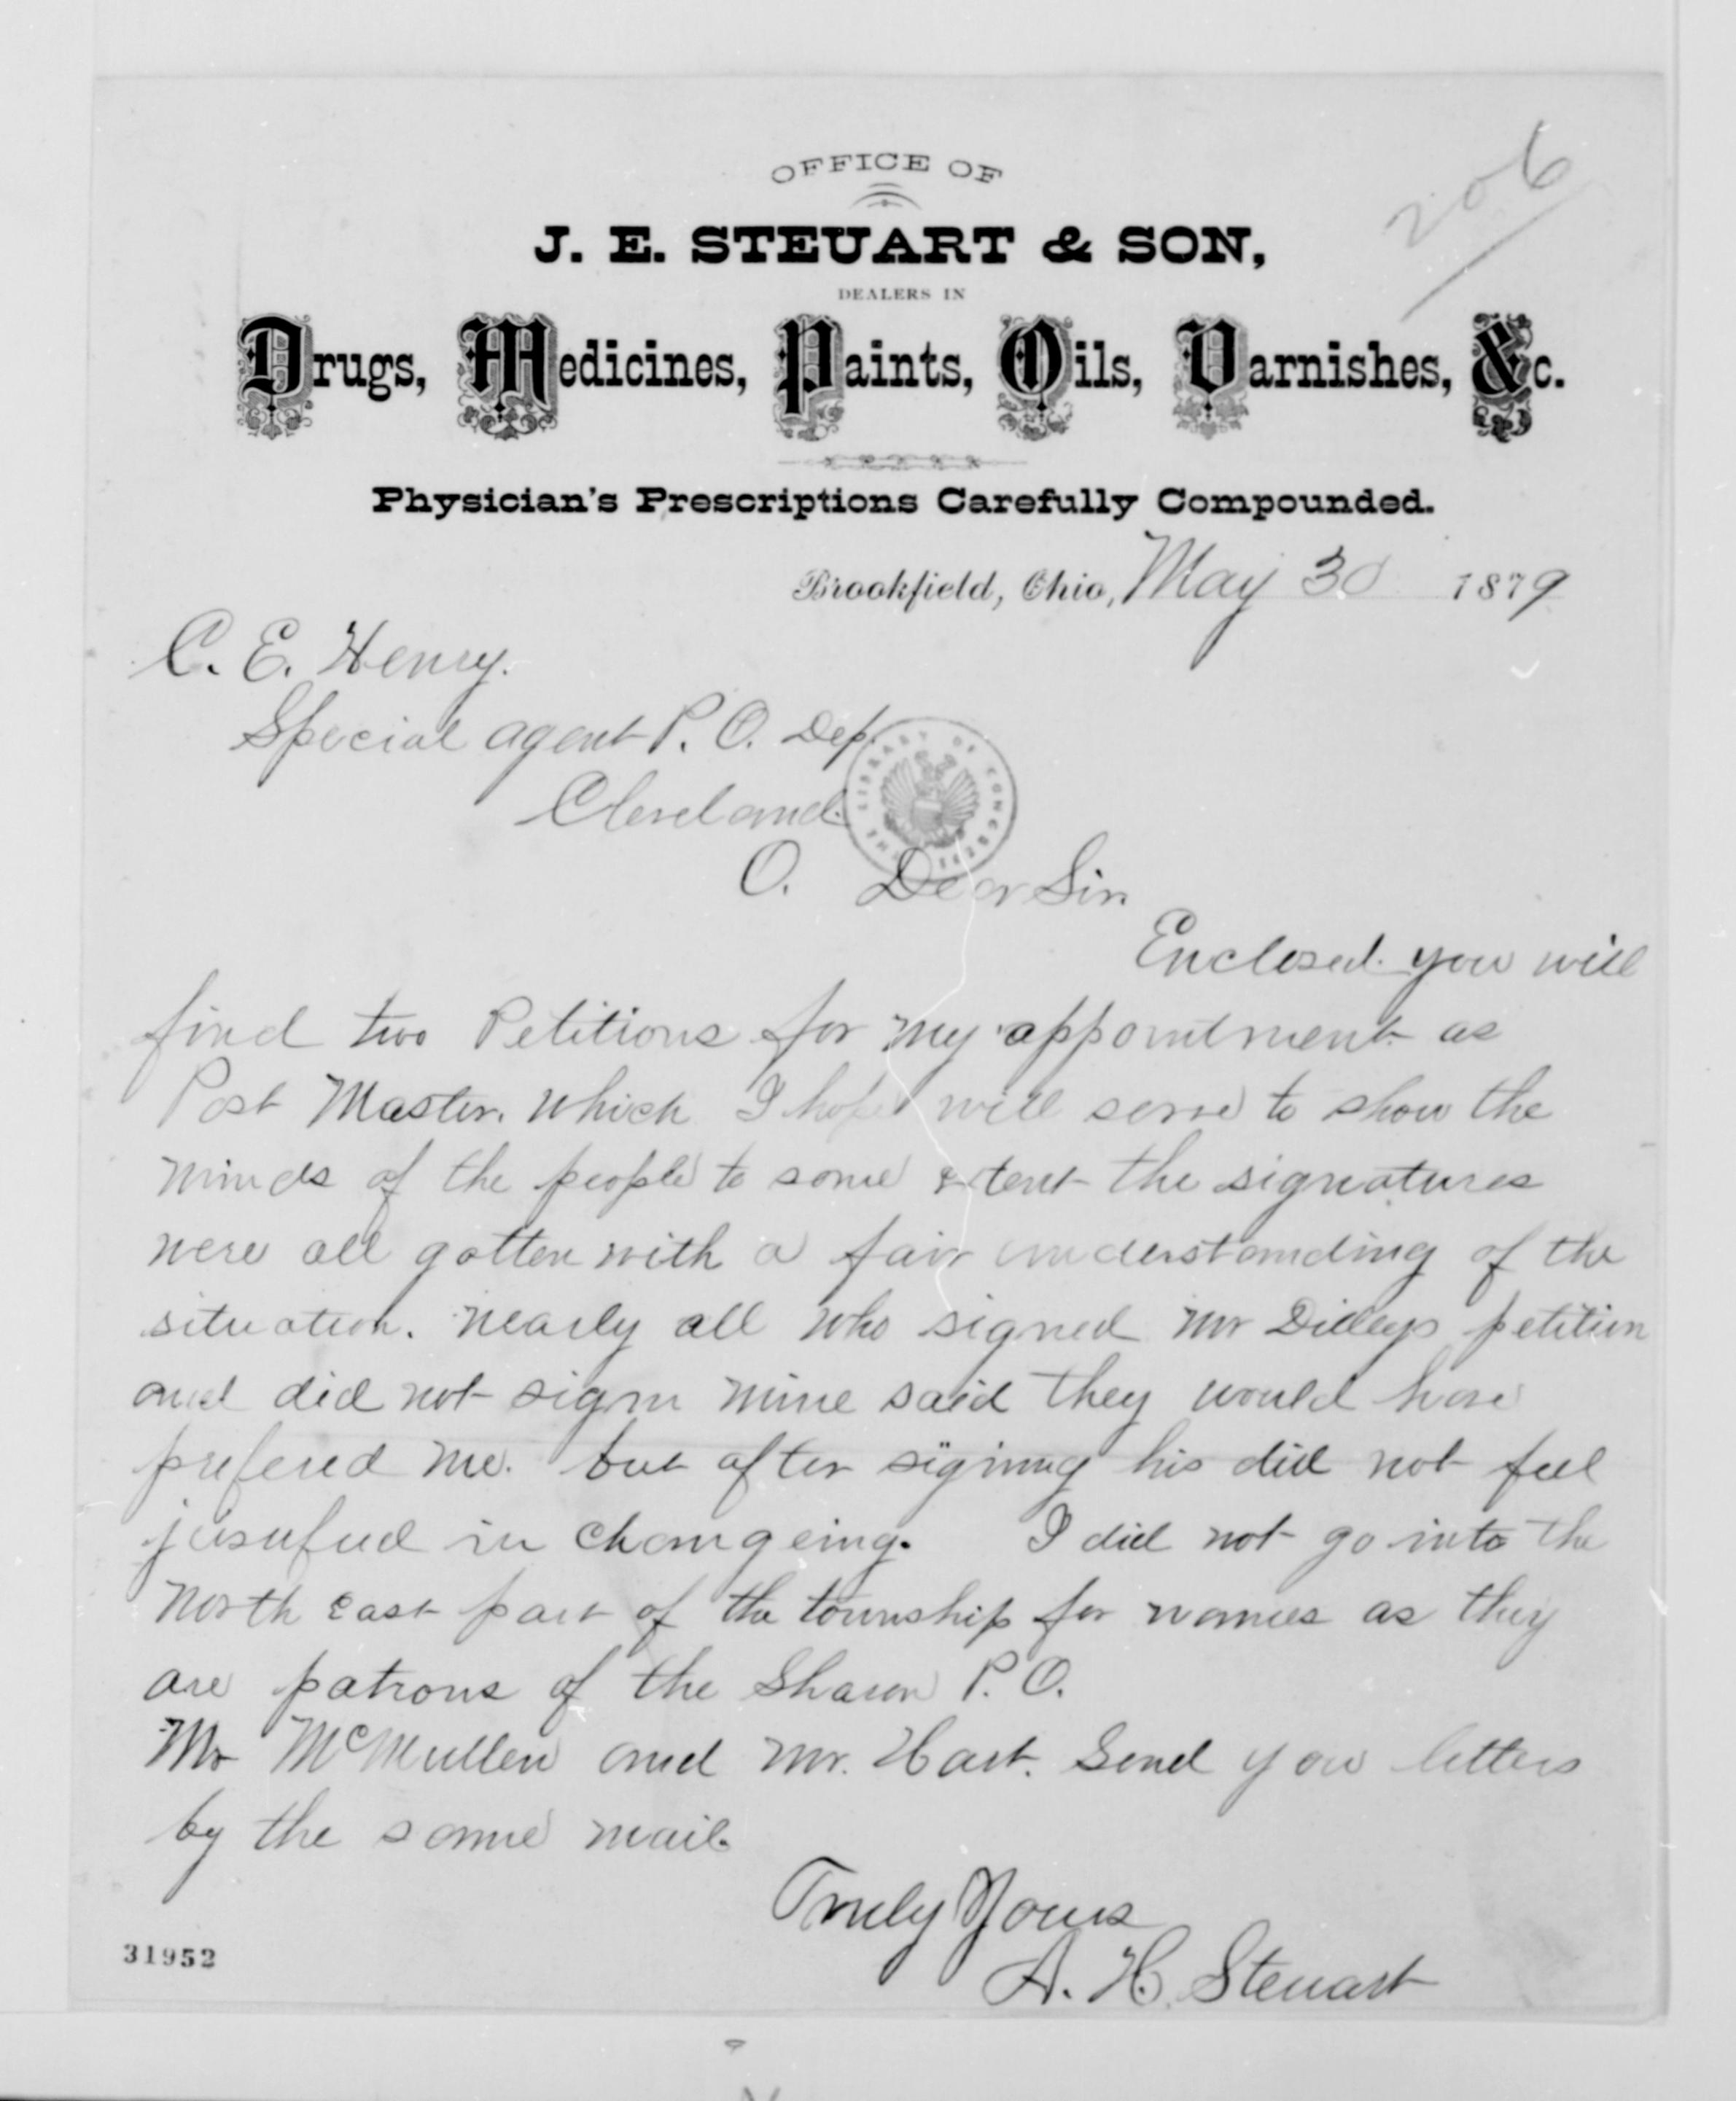 206
OFFICE OF
J. E. STEUART & SON,
DEALERS IN
Drugs, Medicines, Paints, Oils, Varnishes, &c.
Physician's Prescriptions Carefully Compounded.
Brookfield, Ohio, May 30 1879
C. E. Henry.
Special agent P. O. Dep.
Cleveland.
THE LIBRARY OF CONGRESS
O. Dear Sir.
Enclosed you will
find two Petitions for my appointment as
Post Master. which I hope will serve to show the
minds of the people to some extent the signatures
were all gotten with a fair understanding of the
situation. nearly all who signed Mr Dilleys petition
and did not sign mine said they would have
prefered me. but after signing his did not feel
jusufied in changeing. I did not go into the
North East part of the township for names as they
are patrons of the Sharon P. O.
Mr McMullen and Mr. Hart. Send you letters
by the same mail.
Truly Yours
A. H. Steuart
31952